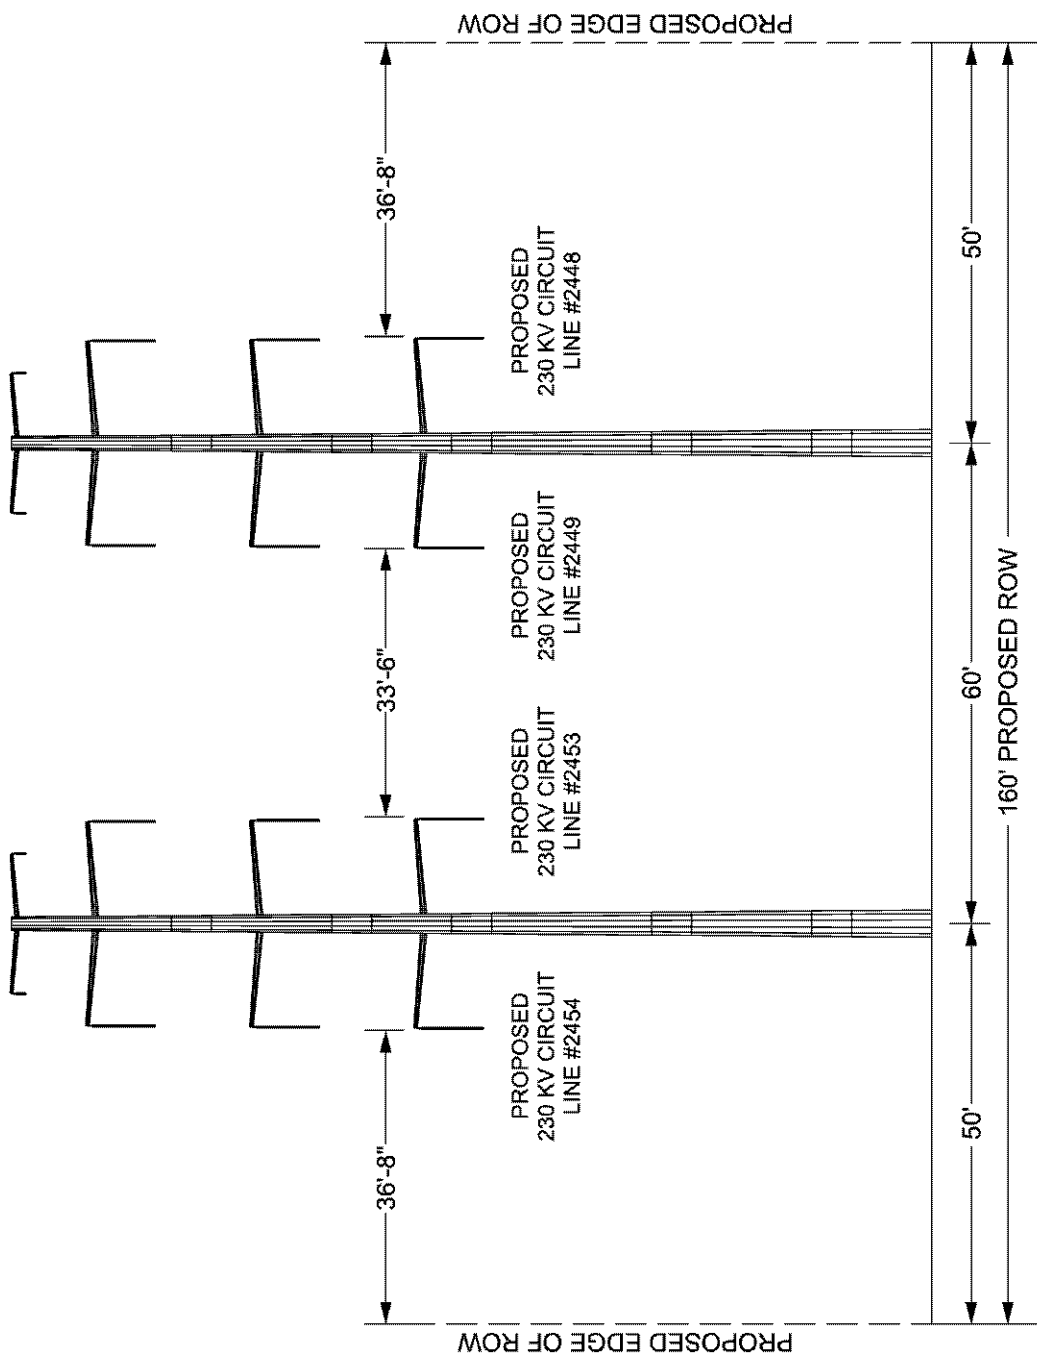 PROPOSED EDGE OF ROW
36'-8"
PROPOSED
230 KV CIRCUIT
LINE #2454
PROPOSED
230 KV CIRCUIT
LINE #2453
33'-6"
PROPOSED
230 KV CIRCUIT
LINE #2449
PROPOSED
230 KV CIRCUIT
LINE #2448
36'-8"
50'
60'
50'
160' PROPOSED ROW
PROPOSED EDGE OF ROW